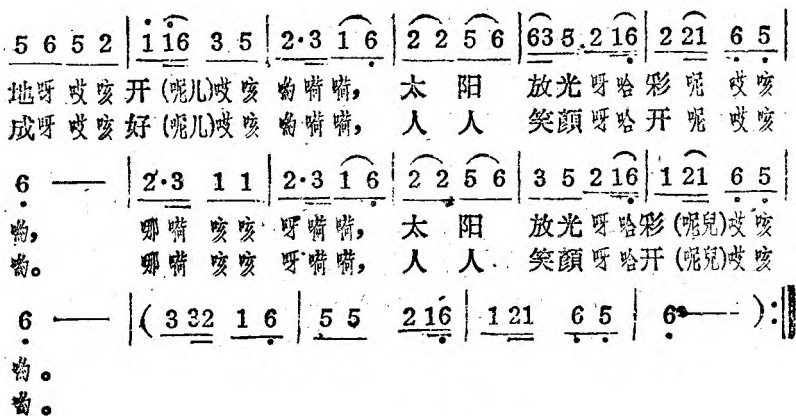 5 6 5 2 | i i6 3 5 | 2·3 1 6 | 2 2 5 6 | 63 5. 2 16 | 2 21 6 5 |
地呀哎咳开(呢儿)哎咳 哟嗬嗬, 太 阳 放光呀哈彩呢 哎咳
成呀哎咳好(呢儿)哎咳 哟嗬嗬, 人 人 笑顏呀哈开呢 哎咳
6 — | 2·3 1 1 | 2·3 1 6 | 2 2 5 6 | 3 5 2 16 | 1 21 6 5 |
哟, 哪嗬 咳咳 呀嗬嗬, 太 阳 放光呀哈彩(呢兒)哎咳
哟。 哪嗬 咳咳 呀嗬嗬, 人 人 笑顏呀哈开(呢兒)哎咳
6 — | ( 3 32 1 6 | 5 5 2 16 | 1 21 6 5 | 6 — ) :‖
哟。
哟。